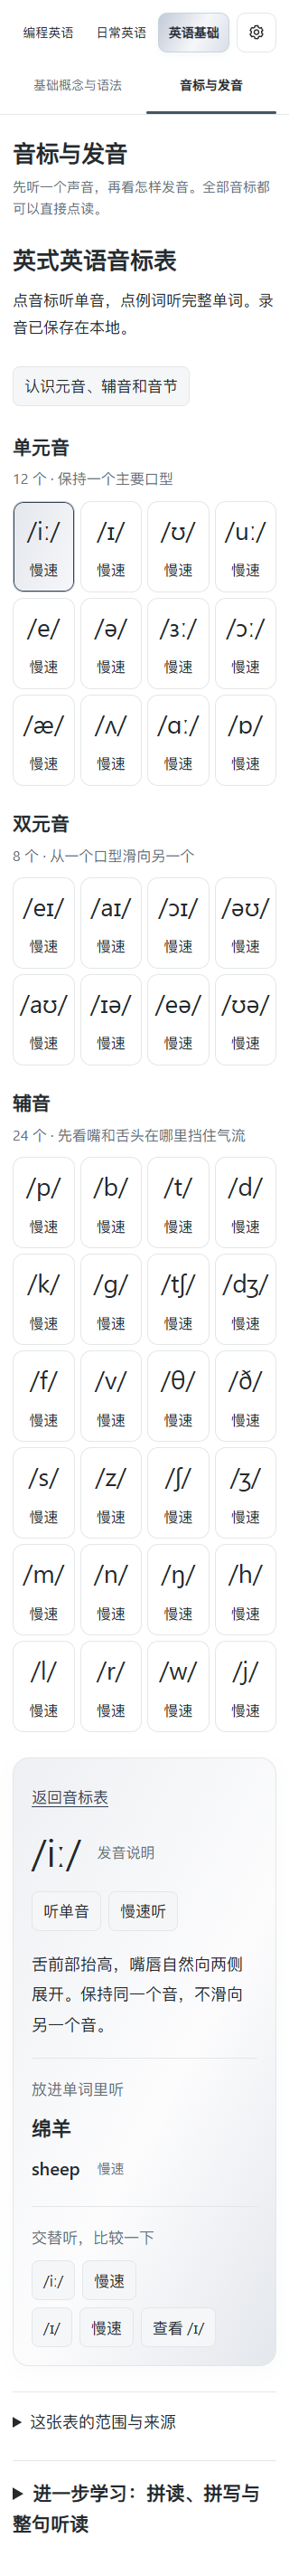 编程英语 日常英语 英语基础
基础概念与语法 音标与发音
音标与发音
先听一个声音，再看怎样发音。全部音标都
可以直接点读。
英式英语音标表
点音标听单音，点例词听完整单词。录
音已保存在本地。
认识元音、辅音和音节
单元音
12 个 · 保持一个主要口型
/iː/ /ɪ/ /ʊ/ /uː/
慢速 慢速 慢速 慢速
/e/ /ə/ /ɜː/ /ɔː/
慢速 慢速 慢速 慢速
/æ/ /ʌ/ /ɑː/ /ɒ/
慢速 慢速 慢速 慢速
双元音
8 个 · 从一个口型滑向另一个
/eɪ/ /aɪ/ /ɔɪ/ /əʊ/
慢速 慢速 慢速 慢速
/aʊ/ /ɪə/ /eə/ /ʊə/
慢速 慢速 慢速 慢速
辅音
24 个 · 先看嘴和舌头在哪里挡住气流
/p/ /b/ /t/ /d/
慢速 慢速 慢速 慢速
/k/ /g/ /tʃ/ /dʒ/
慢速 慢速 慢速 慢速
/f/ /v/ /θ/ /ð/
慢速 慢速 慢速 慢速
/s/ /z/ /ʃ/ /ʒ/
慢速 慢速 慢速 慢速
/m/ /n/ /ŋ/ /h/
慢速 慢速 慢速 慢速
/l/ /r/ /w/ /j/
慢速 慢速 慢速 慢速
返回音标表
/iː/ 发音说明
听单音 慢速听
舌前部抬高，嘴唇自然向两侧
展开。保持同一个音，不滑向
另一个音。
放进单词里听
绵羊
sheep 慢速
交替听，比较一下
/iː/ 慢速
/ɪ/ 慢速 查看 /ɪ/
这张表的范围与来源
进一步学习：拼读、拼写与
整句听读